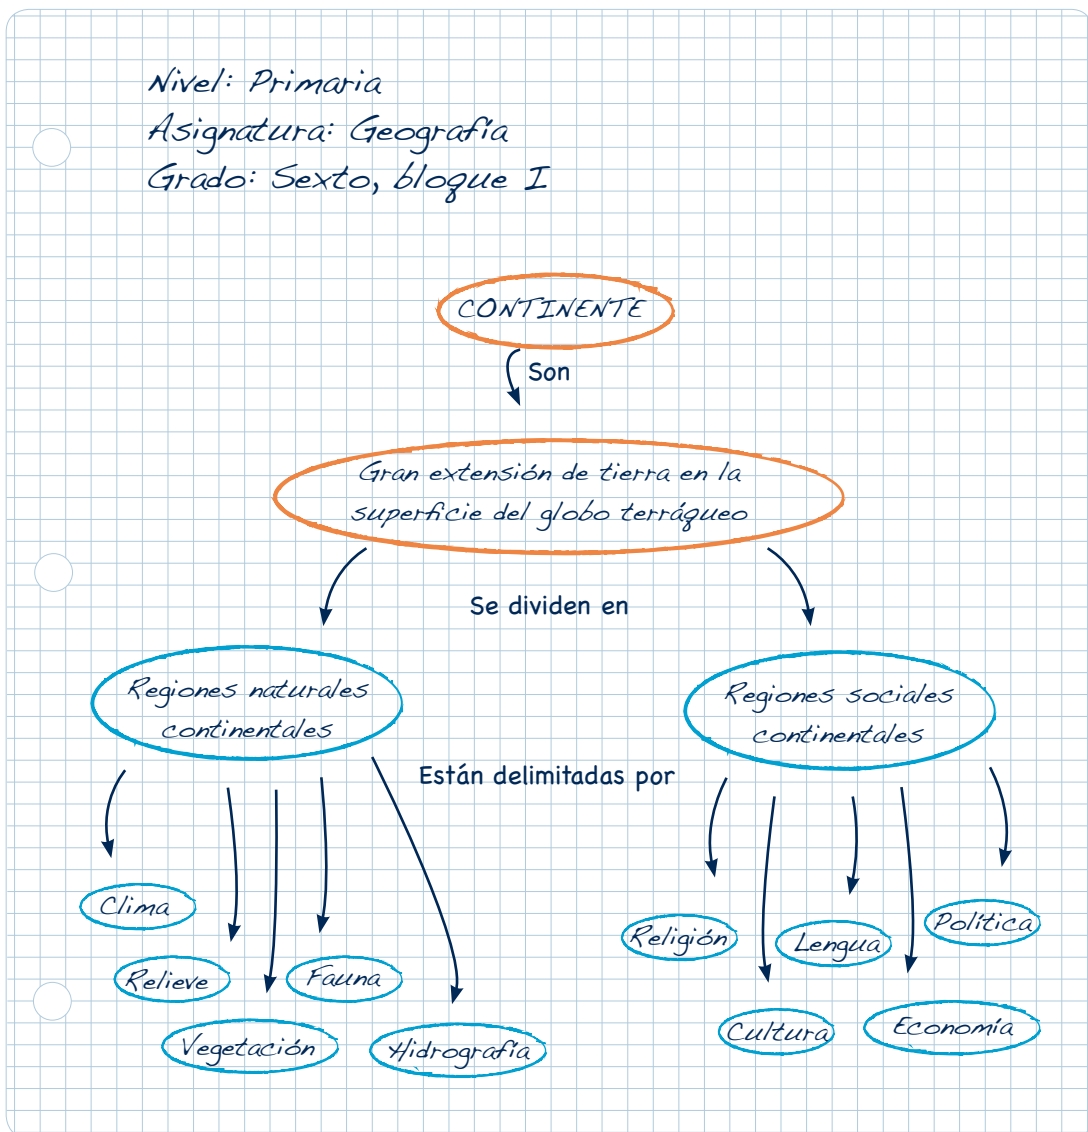 Nivel: Primaria
Asignatura: Geografía
Grado: Sexto, bloque I
CONTINENTE
Son
Gran extensión de tierra en la
superficie del globo terráqueo
Se dividen en
Regiones naturales
continentales
Regiones sociales
continentales
Están delimitadas por
Clima
Relieve
Vegetación
Fauna
Hidrografía
Religión
Cultura
Lengua
Economía
Política